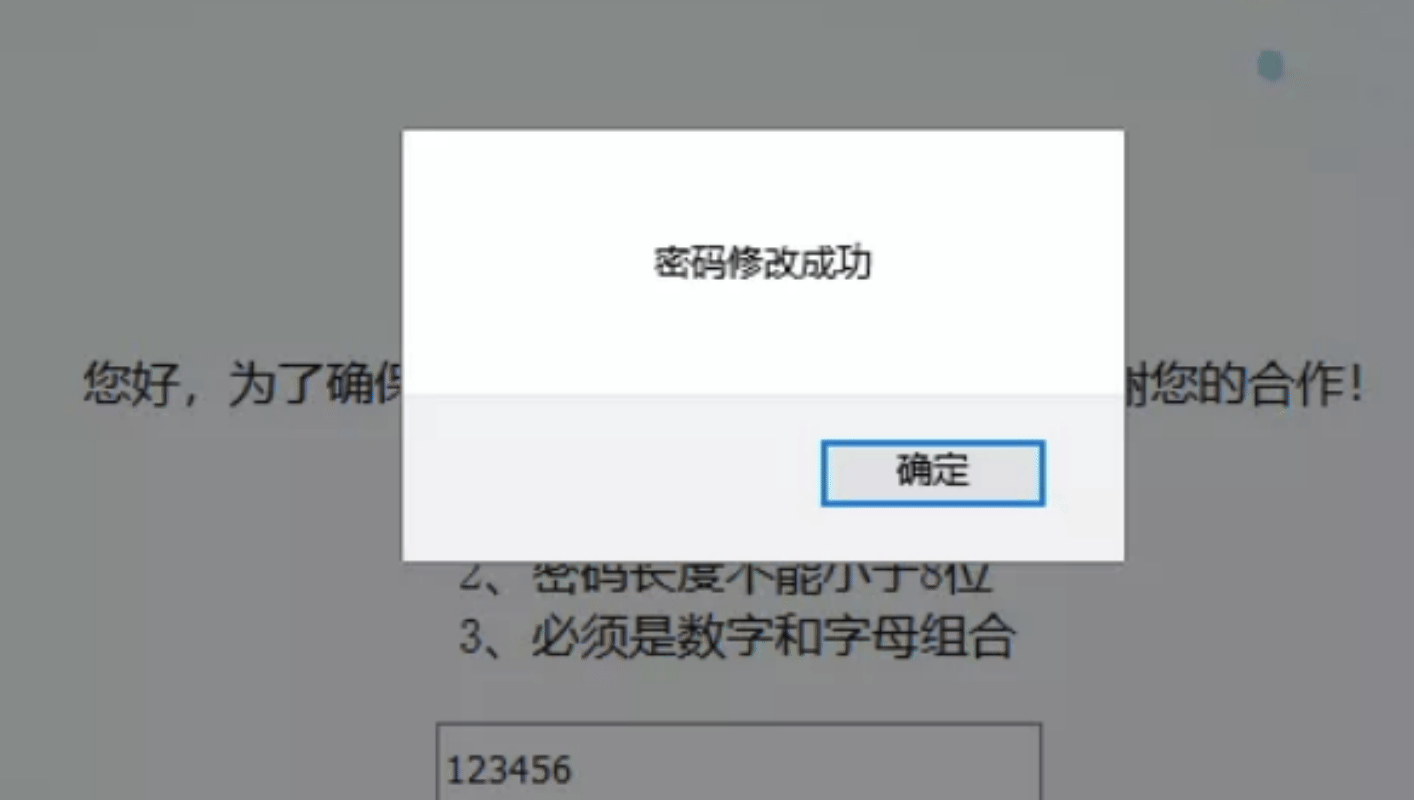 密码修改成功
您好，为了确保
谢您的合作！
确定
2、密码长度不能小于8位
3、必须是数字和字母组合
123456